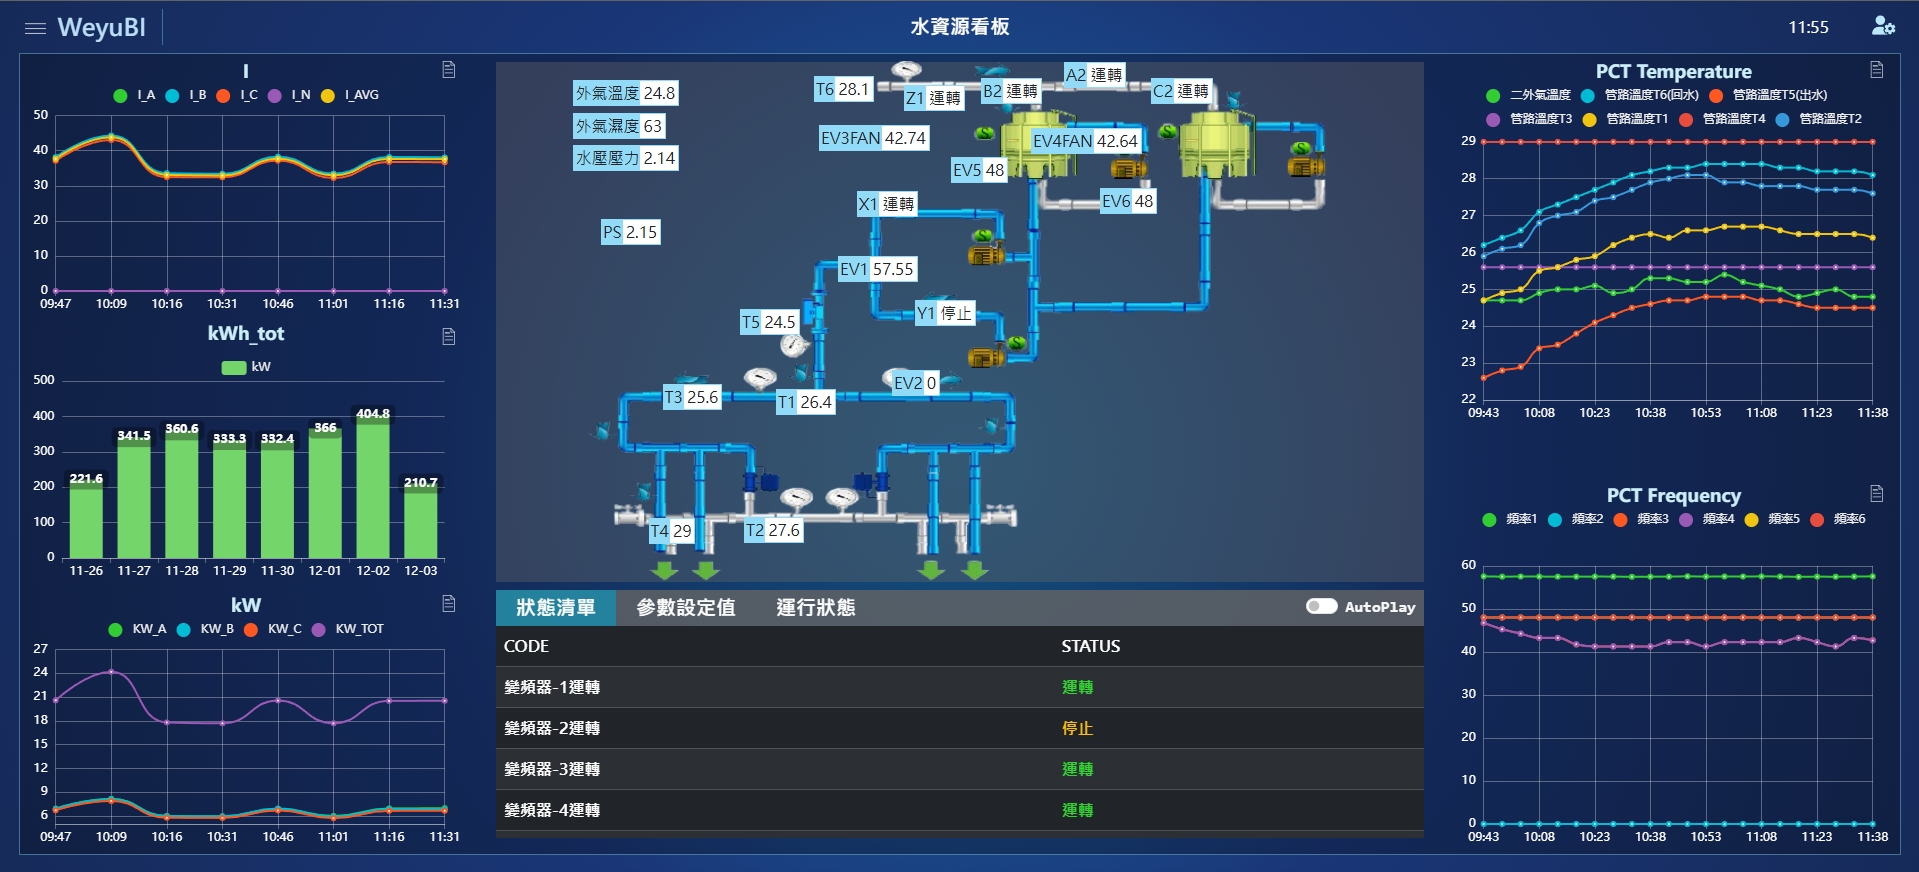 WeyuBI
水資源看板
11:55
I
I_A I_B I_C I_N I_AVG
50
40
30
20
10
0
09:47 10:09 10:16 10:31 10:46 11:01 11:16 11:31
kWh_tot
kW
500
400
300
200
100
0
221.6 341.5 360.6 333.3 332.4 366 404.8 210.7
11-26 11-27 11-28 11-29 11-30 12-01 12-02 12-03
kW
KW_A KW_B KW_C KW_TOT
27
24
21
18
15
12
9
6
09:47 10:09 10:16 10:31 10:46 11:01 11:16 11:31
外氣溫度 24.8
外氣濕度 63
水壓壓力 2.14
PS 2.15
T6 28.1
Z1 運轉
B2 運轉
A2 運轉
C2 運轉
EV3FAN 42.74
EV4FAN 42.64
EV5 48
EV6 48
X1 運轉
EV1 57.55
Y1 停止
T5 24.5
T3 25.6
T1 26.4
EV2 0
T4 29
T2 27.6
S
S
S
S
S
狀態清單 參數設定值 運行狀態 AutoPlay
CODE STATUS
變頻器-1運轉 運轉
變頻器-2運轉 停止
變頻器-3運轉 運轉
變頻器-4運轉 運轉
PCT Temperature
二外氣溫度 管路溫度T6(回水) 管路溫度T5(出水)
管路溫度T3 管路溫度T1 管路溫度T4 管路溫度T2
29
28
27
26
25
24
23
22
09:43 10:08 10:23 10:38 10:53 11:08 11:23 11:38
PCT Frequency
頻率1 頻率2 頻率3 頻率4 頻率5 頻率6
60
50
40
30
20
10
0
09:43 10:08 10:23 10:38 10:53 11:08 11:23 11:38